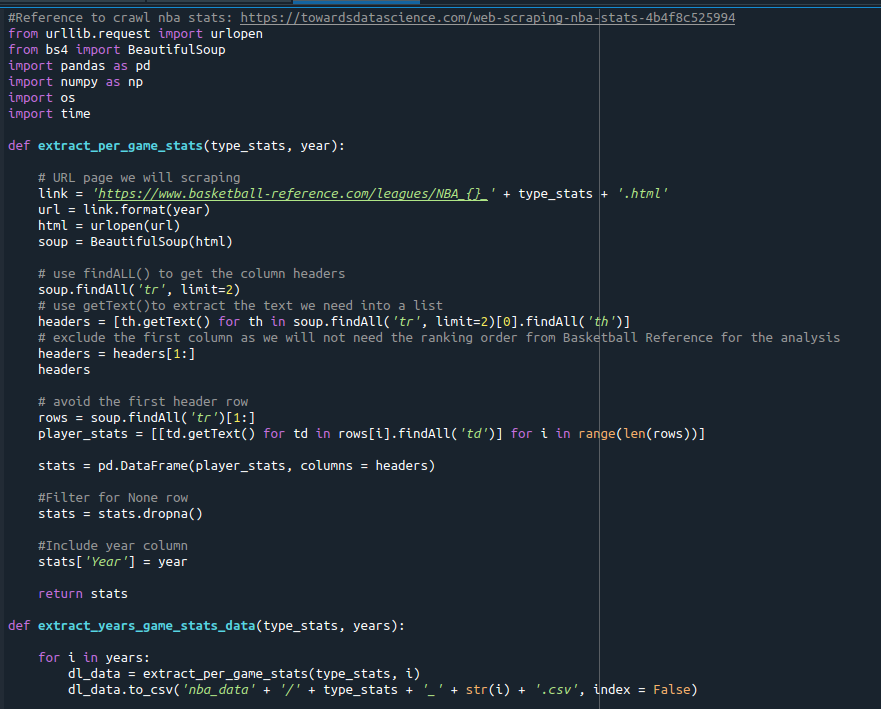 #Reference to crawl nba stats: https://towardsdatascience.com/web-scraping-nba-stats-4b4f8c525994
from urllib.request import urlopen
from bs4 import BeautifulSoup
import pandas as pd
import numpy as np
import os
import time

def extract_per_game_stats(type_stats, year):

    # URL page we will scraping
    link = 'https://www.basketball-reference.com/leagues/NBA_{}_' + type_stats + '.html'
    url = link.format(year)
    html = urlopen(url)
    soup = BeautifulSoup(html)

    # use findALL() to get the column headers
    soup.findAll('tr', limit=2)
    # use getText()to extract the text we need into a list
    headers = [th.getText() for th in soup.findAll('tr', limit=2)[0].findAll('th')]
    # exclude the first column as we will not need the ranking order from Basketball Reference for the analysis
    headers = headers[1:]
    headers

    # avoid the first header row
    rows = soup.findAll('tr')[1:]
    player_stats = [[td.getText() for td in rows[i].findAll('td')] for i in range(len(rows))]

    stats = pd.DataFrame(player_stats, columns = headers)

    #Filter for None row
    stats = stats.dropna()

    #Include year column
    stats['Year'] = year

    return stats

def extract_years_game_stats_data(type_stats, years):

    for i in years:
        dl_data = extract_per_game_stats(type_stats, i)
        dl_data.to_csv('nba_data' + '/' + type_stats + '_' + str(i) + '.csv', index = False)